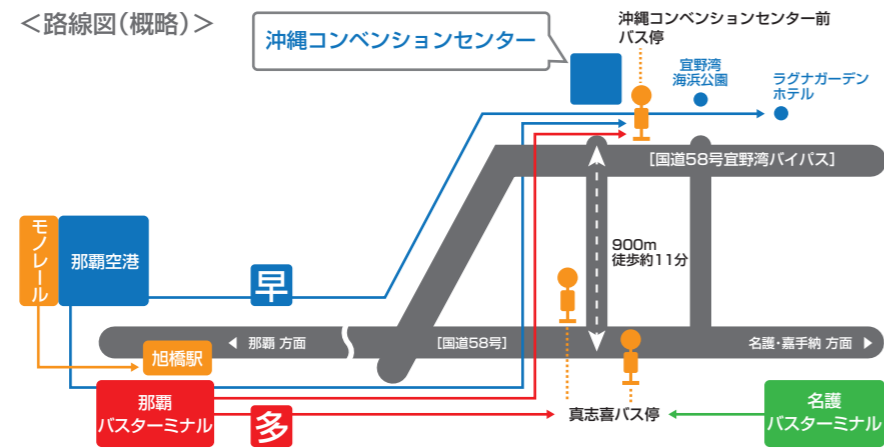 ＜路線図(概略)＞
沖縄コンベンションセンター
沖縄コンベンションセンター前
バス停
宜野湾
海浜公園
ラグナガーデン
ホテル
[国道58号宜野湾バイパス]
モノレール
那覇空港
早
900m
徒歩約11分
旭橋駅
◀ 那覇 方面
[国道58号]
名護・嘉手納 方面 ▶
那覇
バスターミナル
多
真志喜バス停
名護
バスターミナル